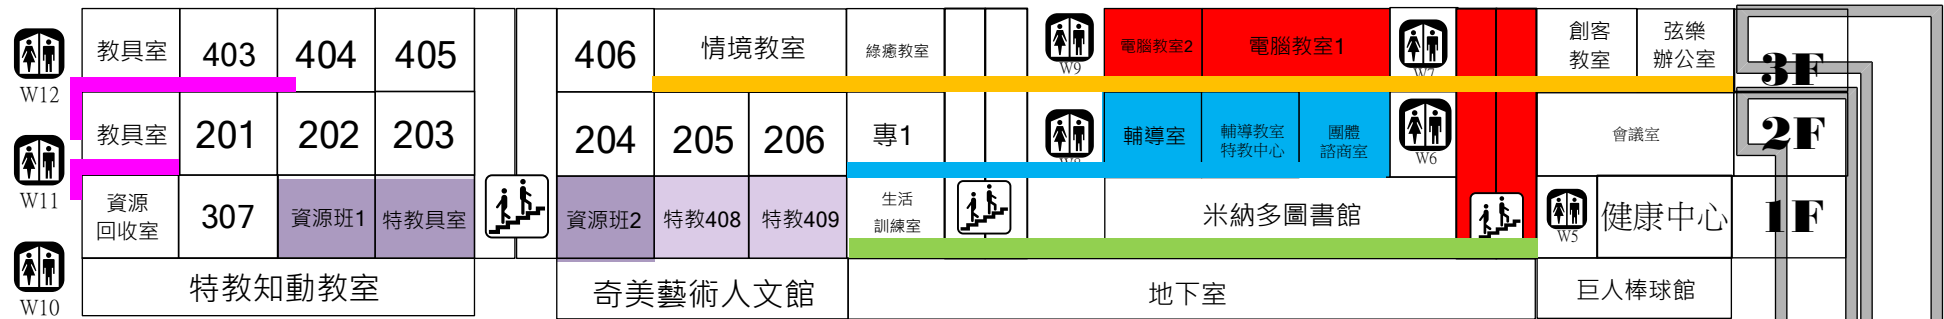 教具室 403 404 405 406 情境教室 綠癒教室 W9 電腦教室2 電腦教室1 W7 創客教室 弦樂辦公室 3F
W12
教具室 201 202 203 204 205 206 專1 W8 輔導室 輔導教室特教中心 團體諮商室 W6 會議室 2F
W11
資源回收室 307 資源班1 特教具室 資源班2 特教408 特教409 生活訓練室 米納多圖書館 W5 健康中心 1F
W10
特教知動教室 奇美藝術人文館 地下室 巨人棒球館